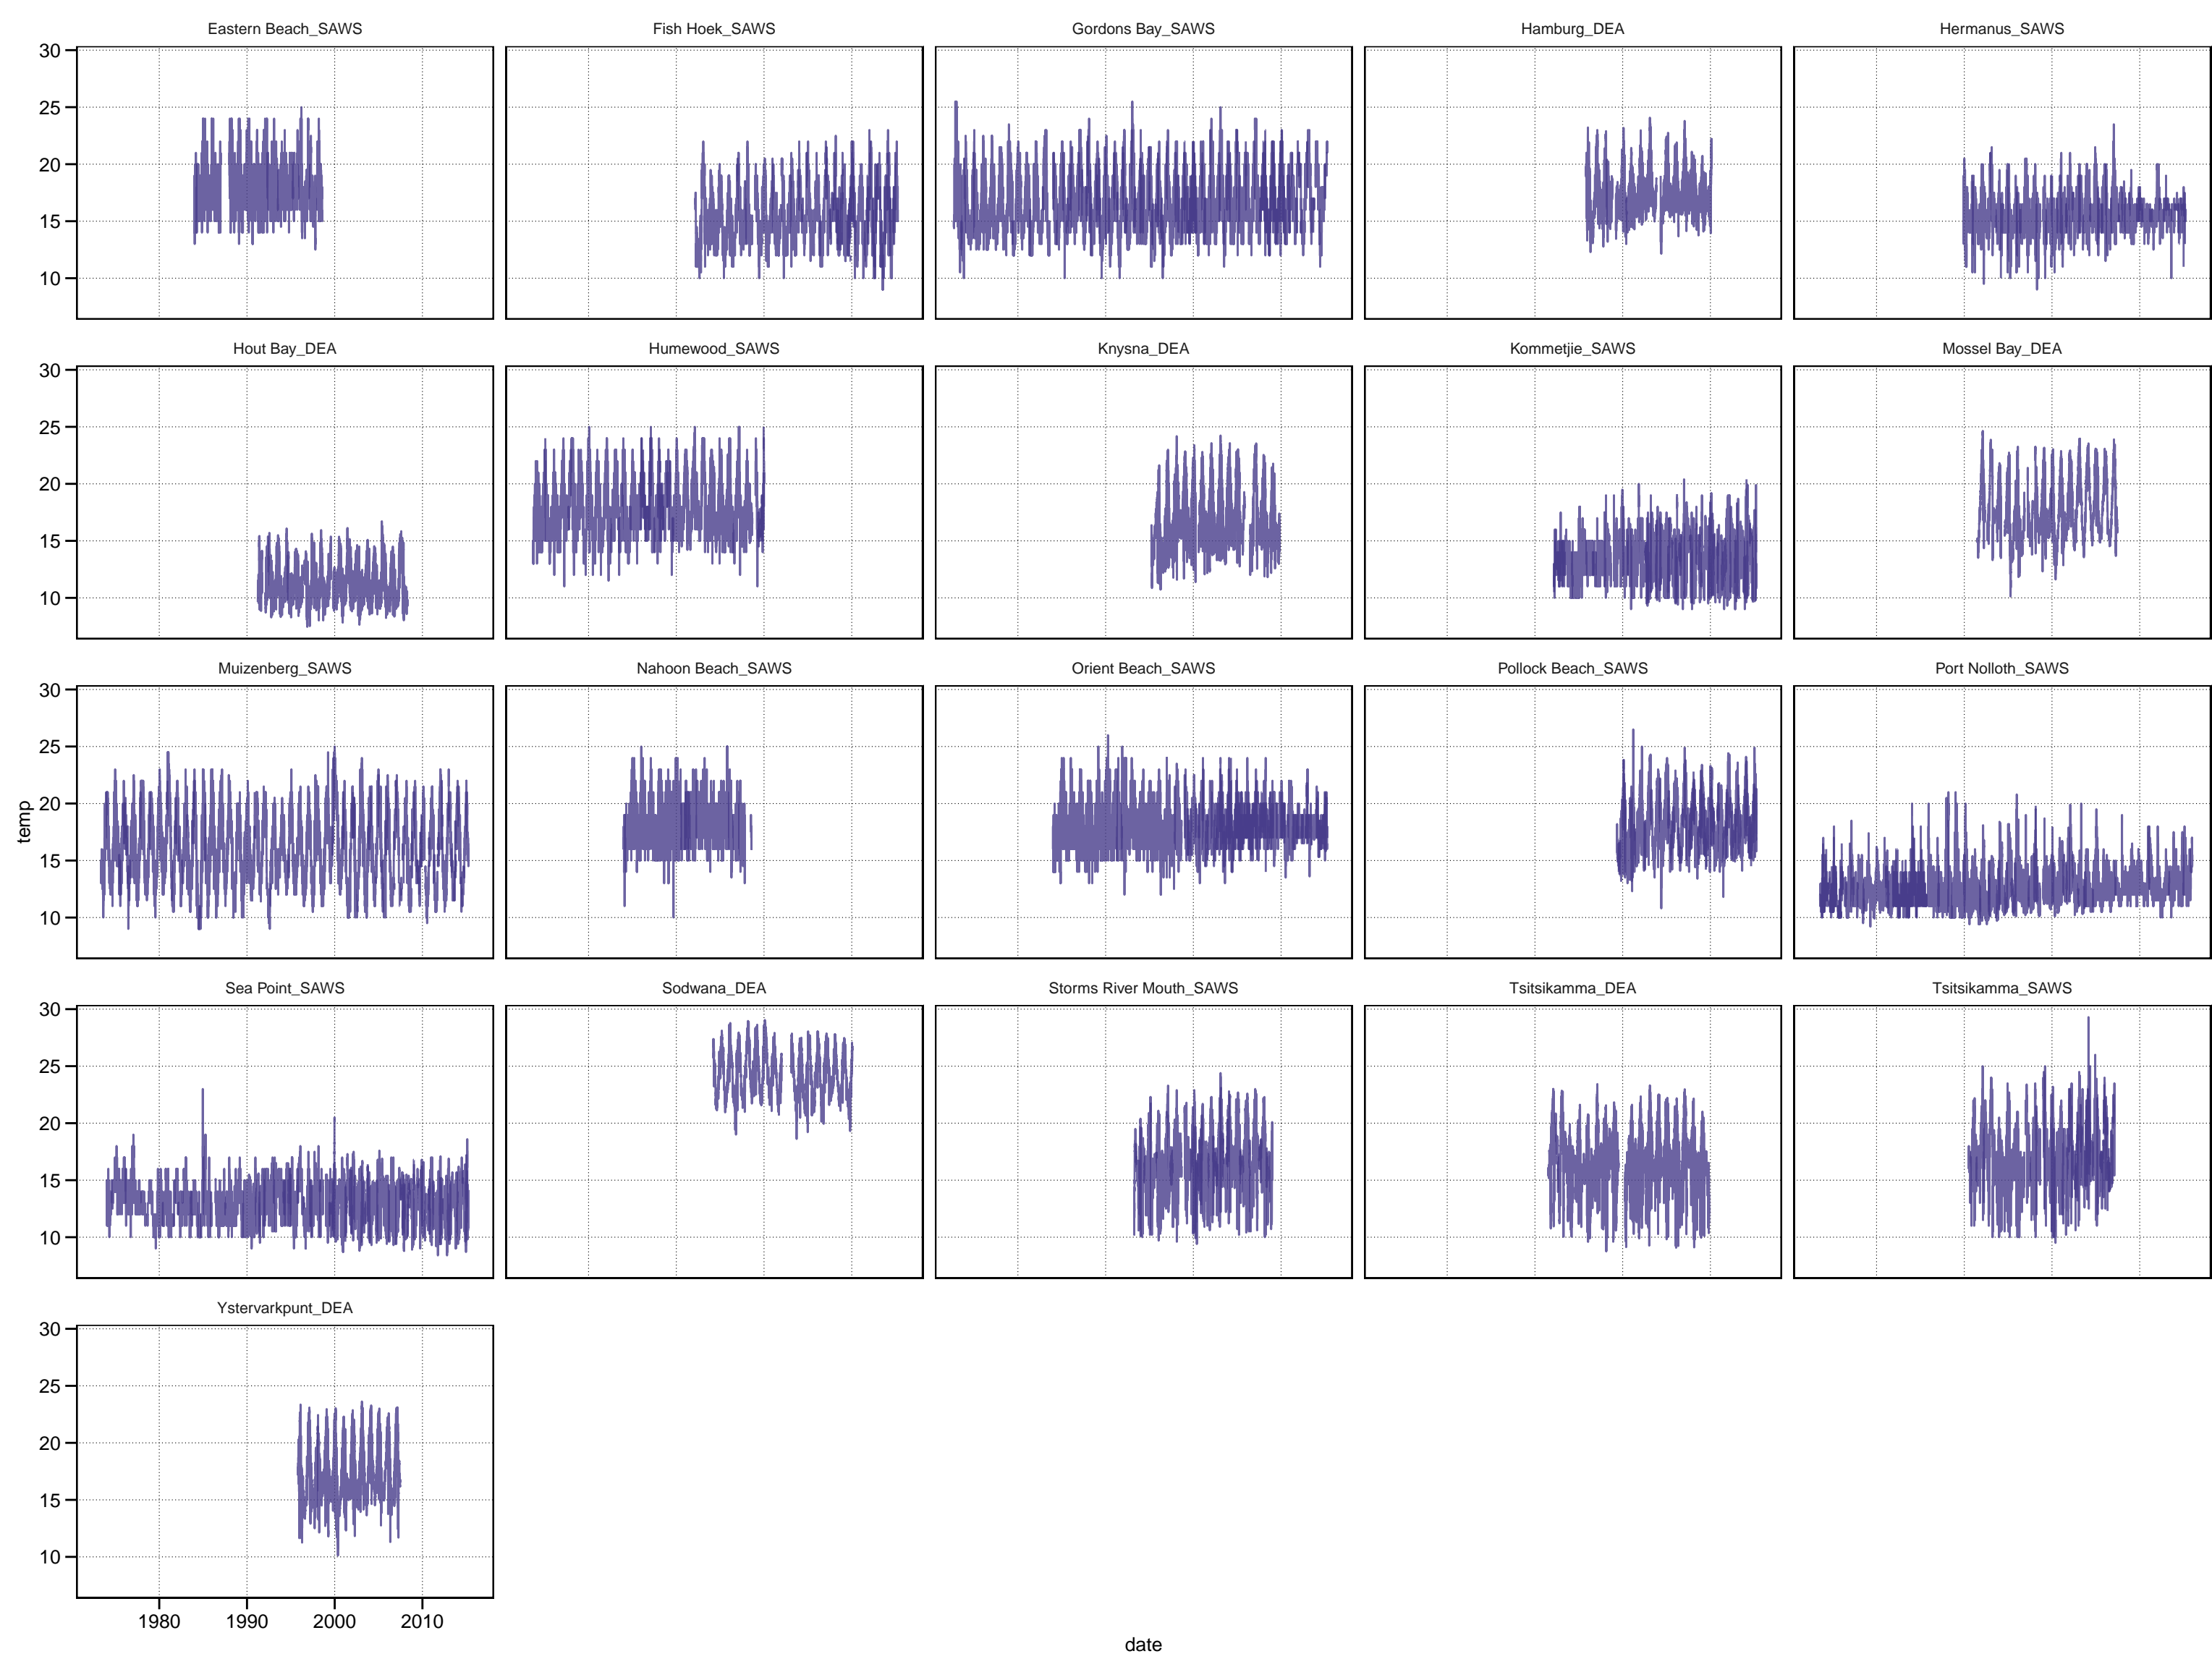 Eastern Beach_SAWS
Fish Hoek_SAWS
Gordons Bay_SAWS
Hamburg_DEA
Hermanus_SAWS
30
25
20
15
10
Hout Bay_DEA
Humewood_SAWS
Knysna_DEA
Kommetjie_SAWS
Mossel Bay_DEA
30
25
20
15
10
Muizenberg_SAWS
Nahoon Beach_SAWS
Orient Beach_SAWS
Pollock Beach_SAWS
Port Nolloth_SAWS
30
25
20
15
10
temp
Sea Point_SAWS
Sodwana_DEA
Storms River Mouth_SAWS
Tsitsikamma_DEA
Tsitsikamma_SAWS
30
25
20
15
10
Ystervarkpunt_DEA
30
25
20
15
10
1980 1990 2000 2010
date